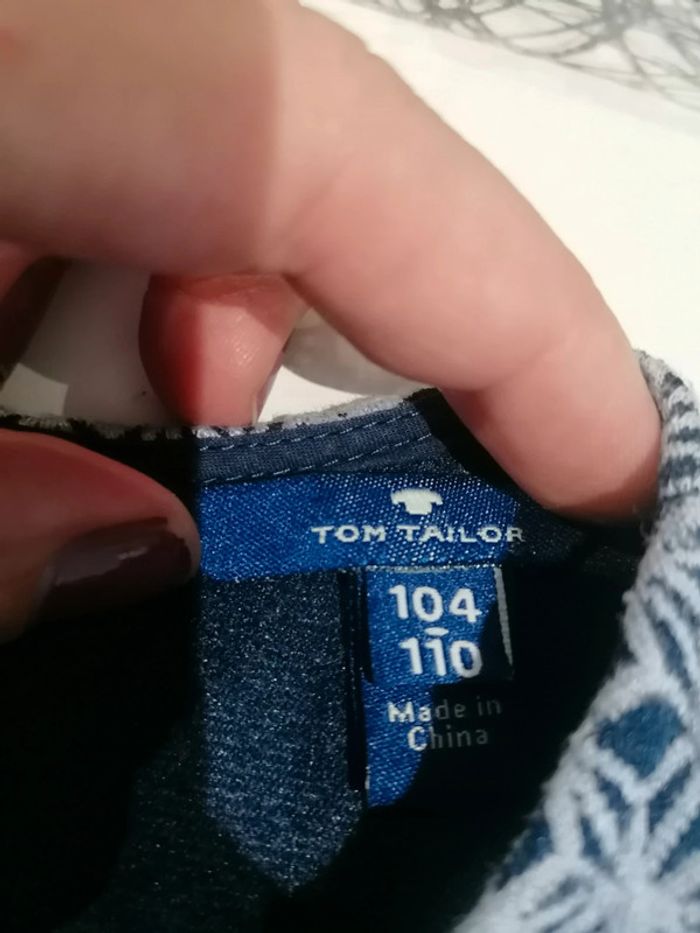 TOM TAILOR
104
-
110
Made in
China